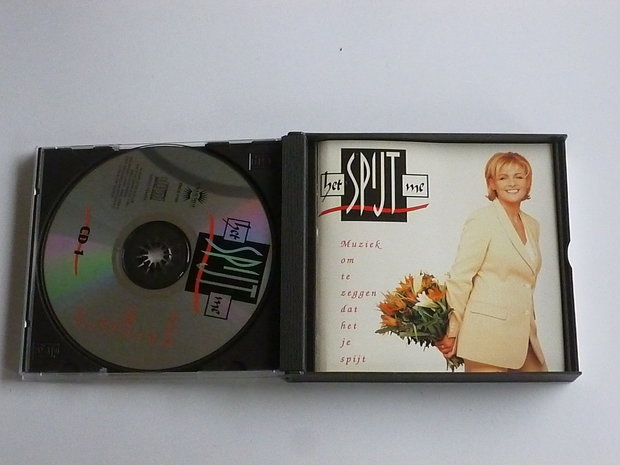 het SPIJT me
Muziek
om
te
zeggen
dat
het
je
spijt
CD 1
het SPIJT me